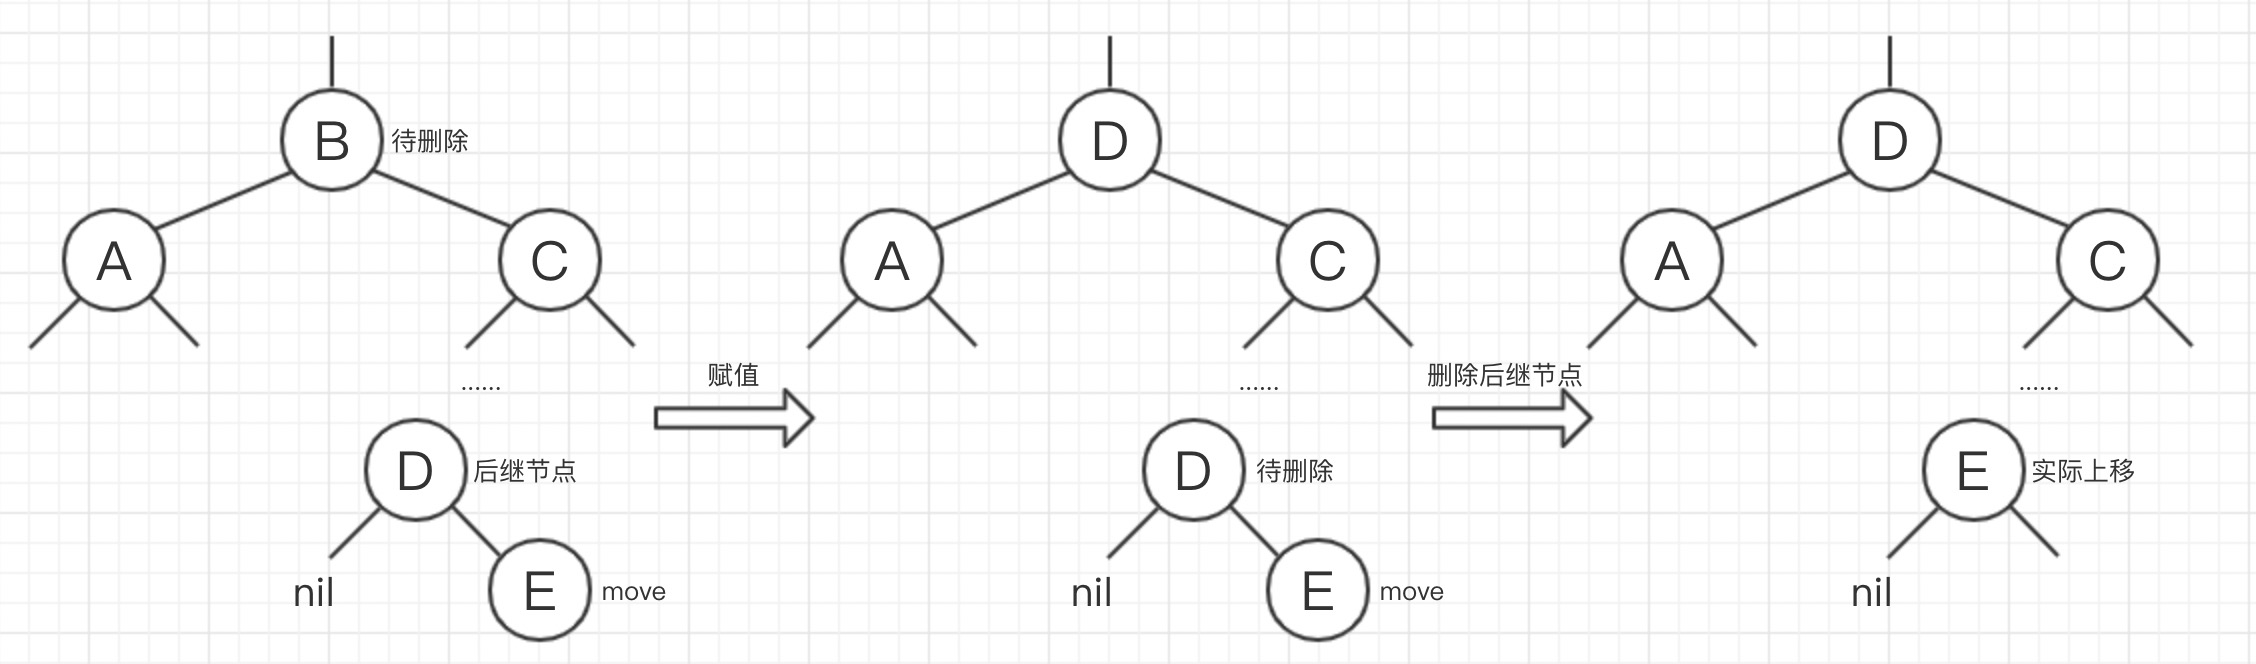 B 待删除
A
C
......
D 后继节点
nil
E move
赋值
D
A
C
......
D 待删除
nil
E move
删除后继节点
D
A
C
......
E 实际上移
nil